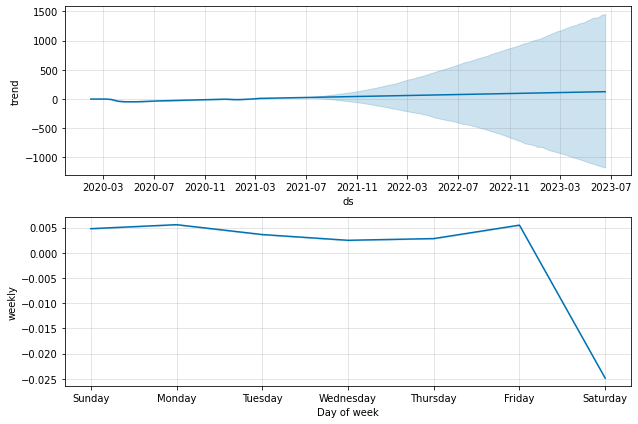 1500
1000
500
0
−500
−1000
trend
2020-03 2020-07 2020-11 2021-03 2021-07 2021-11 2022-03 2022-07 2022-11 2023-03 2023-07
ds
0.005
0.000
−0.005
−0.010
−0.015
−0.020
−0.025
weekly
Sunday Monday Tuesday Wednesday Thursday Friday Saturday
Day of week